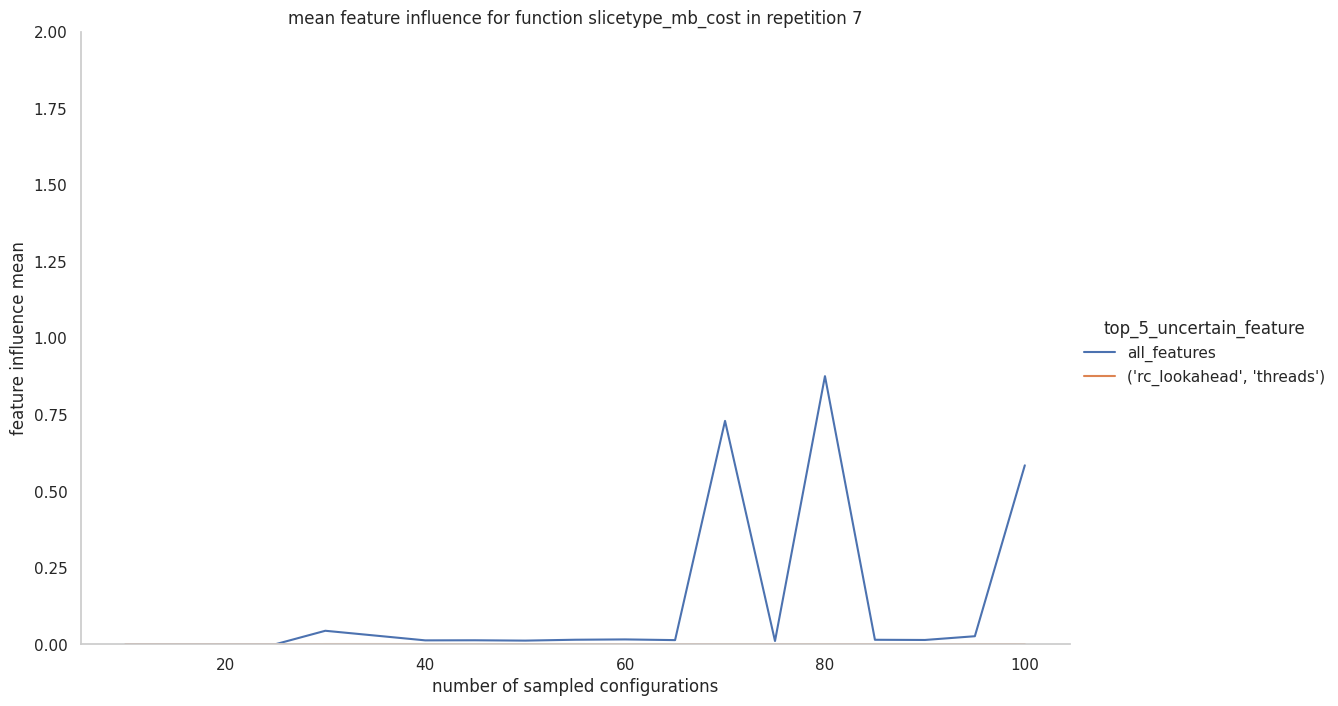 mean feature influence for function slicetype_mb_cost in repetition 7
2.00
1.75
1.50
1.25
1.00
0.75
0.50
0.25
0.00
feature influence mean
20 40 60 80 100
number of sampled configurations
top_5_uncertain_feature
all_features
('rc_lookahead', 'threads')